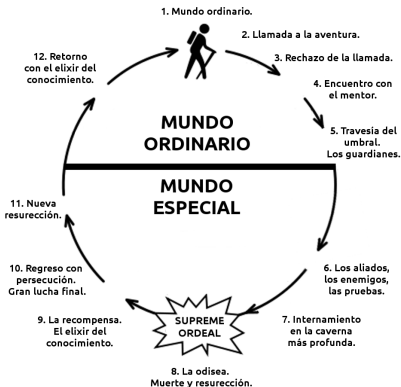 1. Mundo ordinario.
2. Llamada a la aventura.
3. Rechazo de la llamada.
4. Encuentro con
el mentor.
5. Travesia del
umbral.
Los guardianes.
6. Los aliados,
los enemigos,
las pruebas.
7. Internamiento
en la caverna
más profunda.
8. La odisea.
Muerte y resurección.
9. La recompensa.
El elixir del
conocimiento.
10. Regreso con
persecución.
Gran lucha final.
11. Nueva
resurección.
12. Retorno
con el elixir del
conocimiento.
MUNDO
ORDINARIO
MUNDO
ESPECIAL
SUPREME
ORDEAL